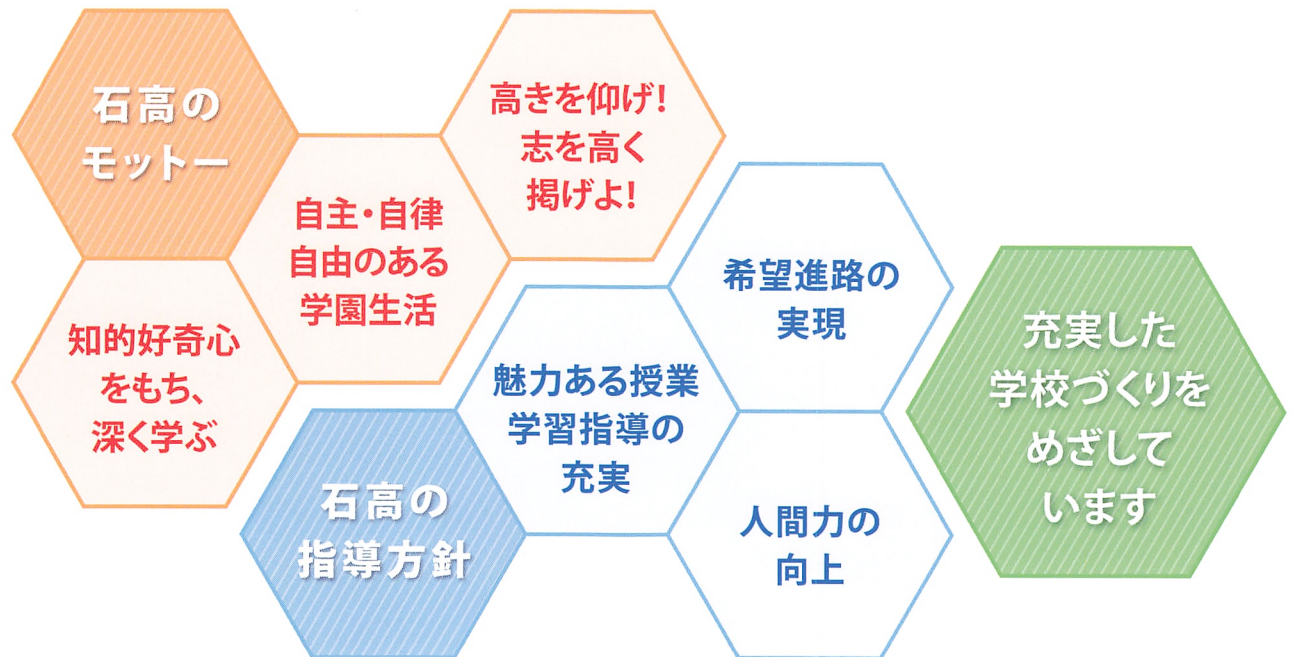 石高の
モットー
高きを仰げ!
志を高く
掲げよ!
自主・自律
自由のある
学園生活
知的好奇心
をもち、
深く学ぶ
石高の
指導方針
魅力ある授業
学習指導の
充実
希望進路の
実現
人間力の
向上
充実した
学校づくりを
めざして
います